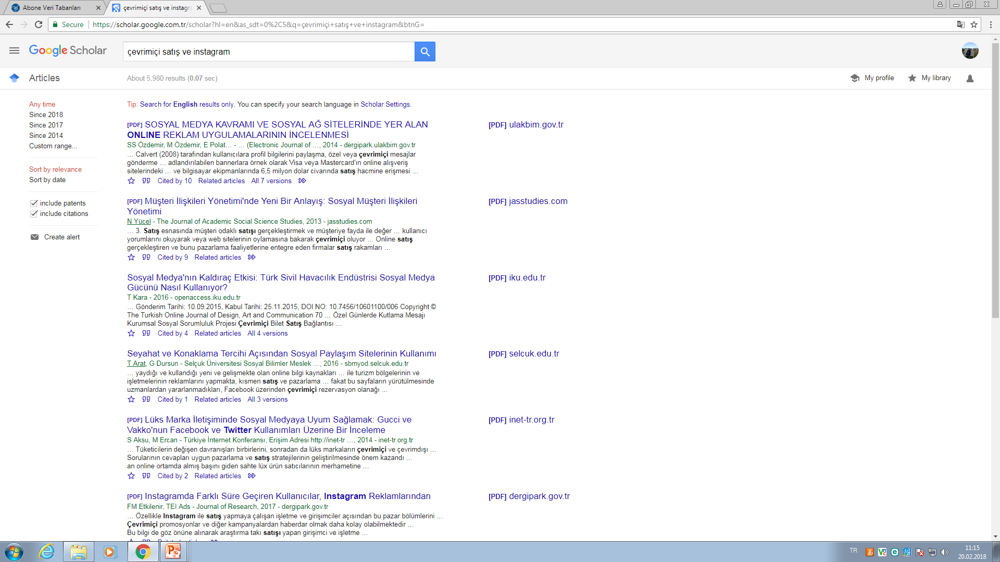 Abone Veri Tabanları
çevrimiçi satış ve instagra
Secure
https://scholar.google.com.tr/scholar?hl=en&as_sdt=0%2C5&q=çevrimiçi+satış+ve+instagram&btnG=
Google Scholar
çevrimiçi satış ve instagram
Articles
About 5,980 results (0.07 sec)
My profile
My library
Any time
Since 2018
Since 2017
Since 2014
Custom range...
Sort by relevance
Sort by date
include patents
include citations
Create alert
Tip: Search for English results only. You can specify your search language in Scholar Settings.
[PDF] SOSYAL MEDYA KAVRAMI VE SOSYAL AĞ SİTELERİNDE YER ALAN
ONLINE REKLAM UYGULAMALARININ İNCELENMESİ
SS Özdemir, M Özdemir, E Polat… - … (Electronic Journal of …, 2014 - dergipark.ulakbim.gov.tr
… Calvert (2008) tarafından kullanıcılara profil bilgilerini paylaşma, özel veya çevrimiçi mesajlar
gönderme … adlandırılabilen bannerlara örnek olarak Visa veya Mastercard'ın online alışveriş
sitelerindeki … ve bilgisayar ekipmanlarında 6,5 milyon dolar civarında satış hacmine erişmesi …
Cited by 10 Related articles All 7 versions
[PDF] ulakbim.gov.tr
[PDF] Müşteri İlişkileri Yönetimi'nde Yeni Bir Anlayış: Sosyal Müşteri İlişkileri
Yönetimi
N Yücel - The Journal of Academic Social Science Studies, 2013 - jasstudies.com
… 3. Satış esnasında müşteri odaklı satışı gerçekleştirmek ve müşteriye fayda ile değer … kullanıcı
yorumlarını okuyarak veya web sitelerinin oylamasına bakarak çevrimiçi oluyor … Online satış
gerçekleştiren ve bunu pazarlama faaliyetlerine entegre eden firmalar satış rakamları …
Cited by 9 Related articles
[PDF] jasstudies.com
Sosyal Medya'nın Kaldıraç Etkisi: Türk Sivil Havacılık Endüstrisi Sosyal Medya
Gücünü Nasıl Kullanıyor?
T Kara - 2016 - openaccess.iku.edu.tr
… Gönderim Tarihi: 10.09.2015, Kabul Tarihi: 25.11.2015, DOI NO: 10.7456/10601100/006 Copyright ©
The Turkish Online Journal of Design, Art and Communication 70 … Özel Günlerde Kutlama Mesajı
Kurumsal Sosyal Sorumluluk Projesi Çevrimiçi Bilet Satış Bağlantısı …
Cited by 4 Related articles All 4 versions
[PDF] iku.edu.tr
Seyahat ve Konaklama Tercihi Açısından Sosyal Paylaşım Sitelerinin Kullanımı
T Arat, G Dursun - Selçuk Üniversitesi Sosyal Bilimler Meslek …, 2016 - sbmyod.selcuk.edu.tr
… yaydığı ve kullandığı yeni ve gelişmekte olan online bilgi kaynakları … ile turizm bölgelerinin ve
işletmelerinin reklamlarını yapmakta, kısmen satış ve pazarlama … fakat bu sayfaların yürütülmesinde
uzmanlardan yararlanmadıkları, Facebook üzerinden çevrimiçi rezervasyon olanağı …
Cited by 1 Related articles All 3 versions
[PDF] selcuk.edu.tr
[PDF] Lüks Marka İletişiminde Sosyal Medyaya Uyum Sağlamak: Gucci ve
Vakko'nun Facebook ve Twitter Kullanımları Üzerine Bir İnceleme
S Aksu, M Ercan - Türkiye İnternet Konferansı, Erişim Adresi http://inet-tr …, 2014 - inet-tr.org.tr
… Tüketicilerin değişen davranışları birbirlerini, sonradan da lüks markaların çevrimiçi ve çevrimdışı …
Sorularının cevapları uygun pazarlama ve satış stratejilerinin geliştirilmesinde önem kazandı …
an online ortamda almış başını giden sahte lüx ürün satıcılarının merhametine …
Cited by 2 Related articles
[PDF] inet-tr.org.tr
[PDF] Instagramda Farklı Süre Geçiren Kullanıcılar, Instagram Reklamlarından
FM Etkilenir, TEI Ads - Journal of Research, 2017 - dergipark.gov.tr
… Özellikle Instagram ile satış yapmaya çalışan işletme ve girişimciler açısından bu pazar bölümlerini …
Çevrimiçi promosyonlar ve diğer kampanyalardan haberdar olmak daha kolay olabilmektedir …
Bu bilgi de göz önüne alınarak araştırma takı satışı yapan girişimci ve işletme …
[PDF] dergipark.gov.tr
TR
11:15
20.02.2018